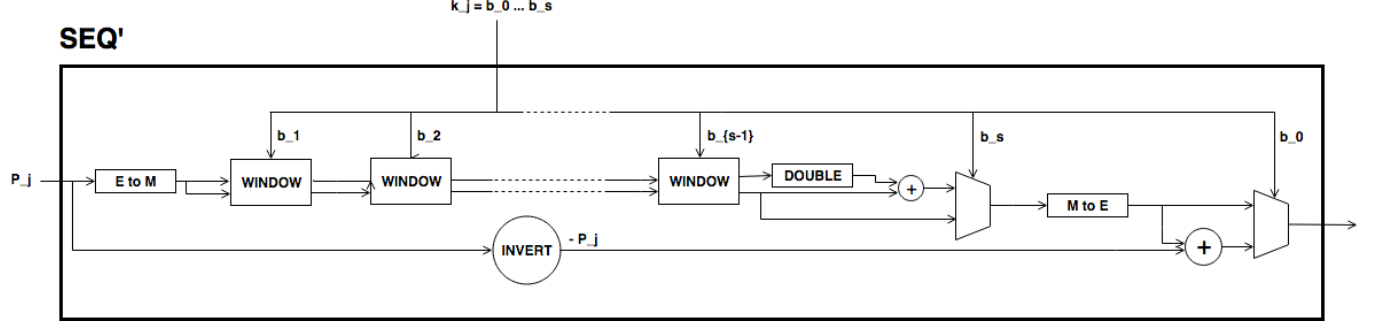 k_j = b_0 ... b_s
SEQ'
b_1
b_2
b_{s-1}
b_s
b_0
P_j
E to M
WINDOW
WINDOW
WINDOW
DOUBLE
+
M to E
INVERT
- P_j
+